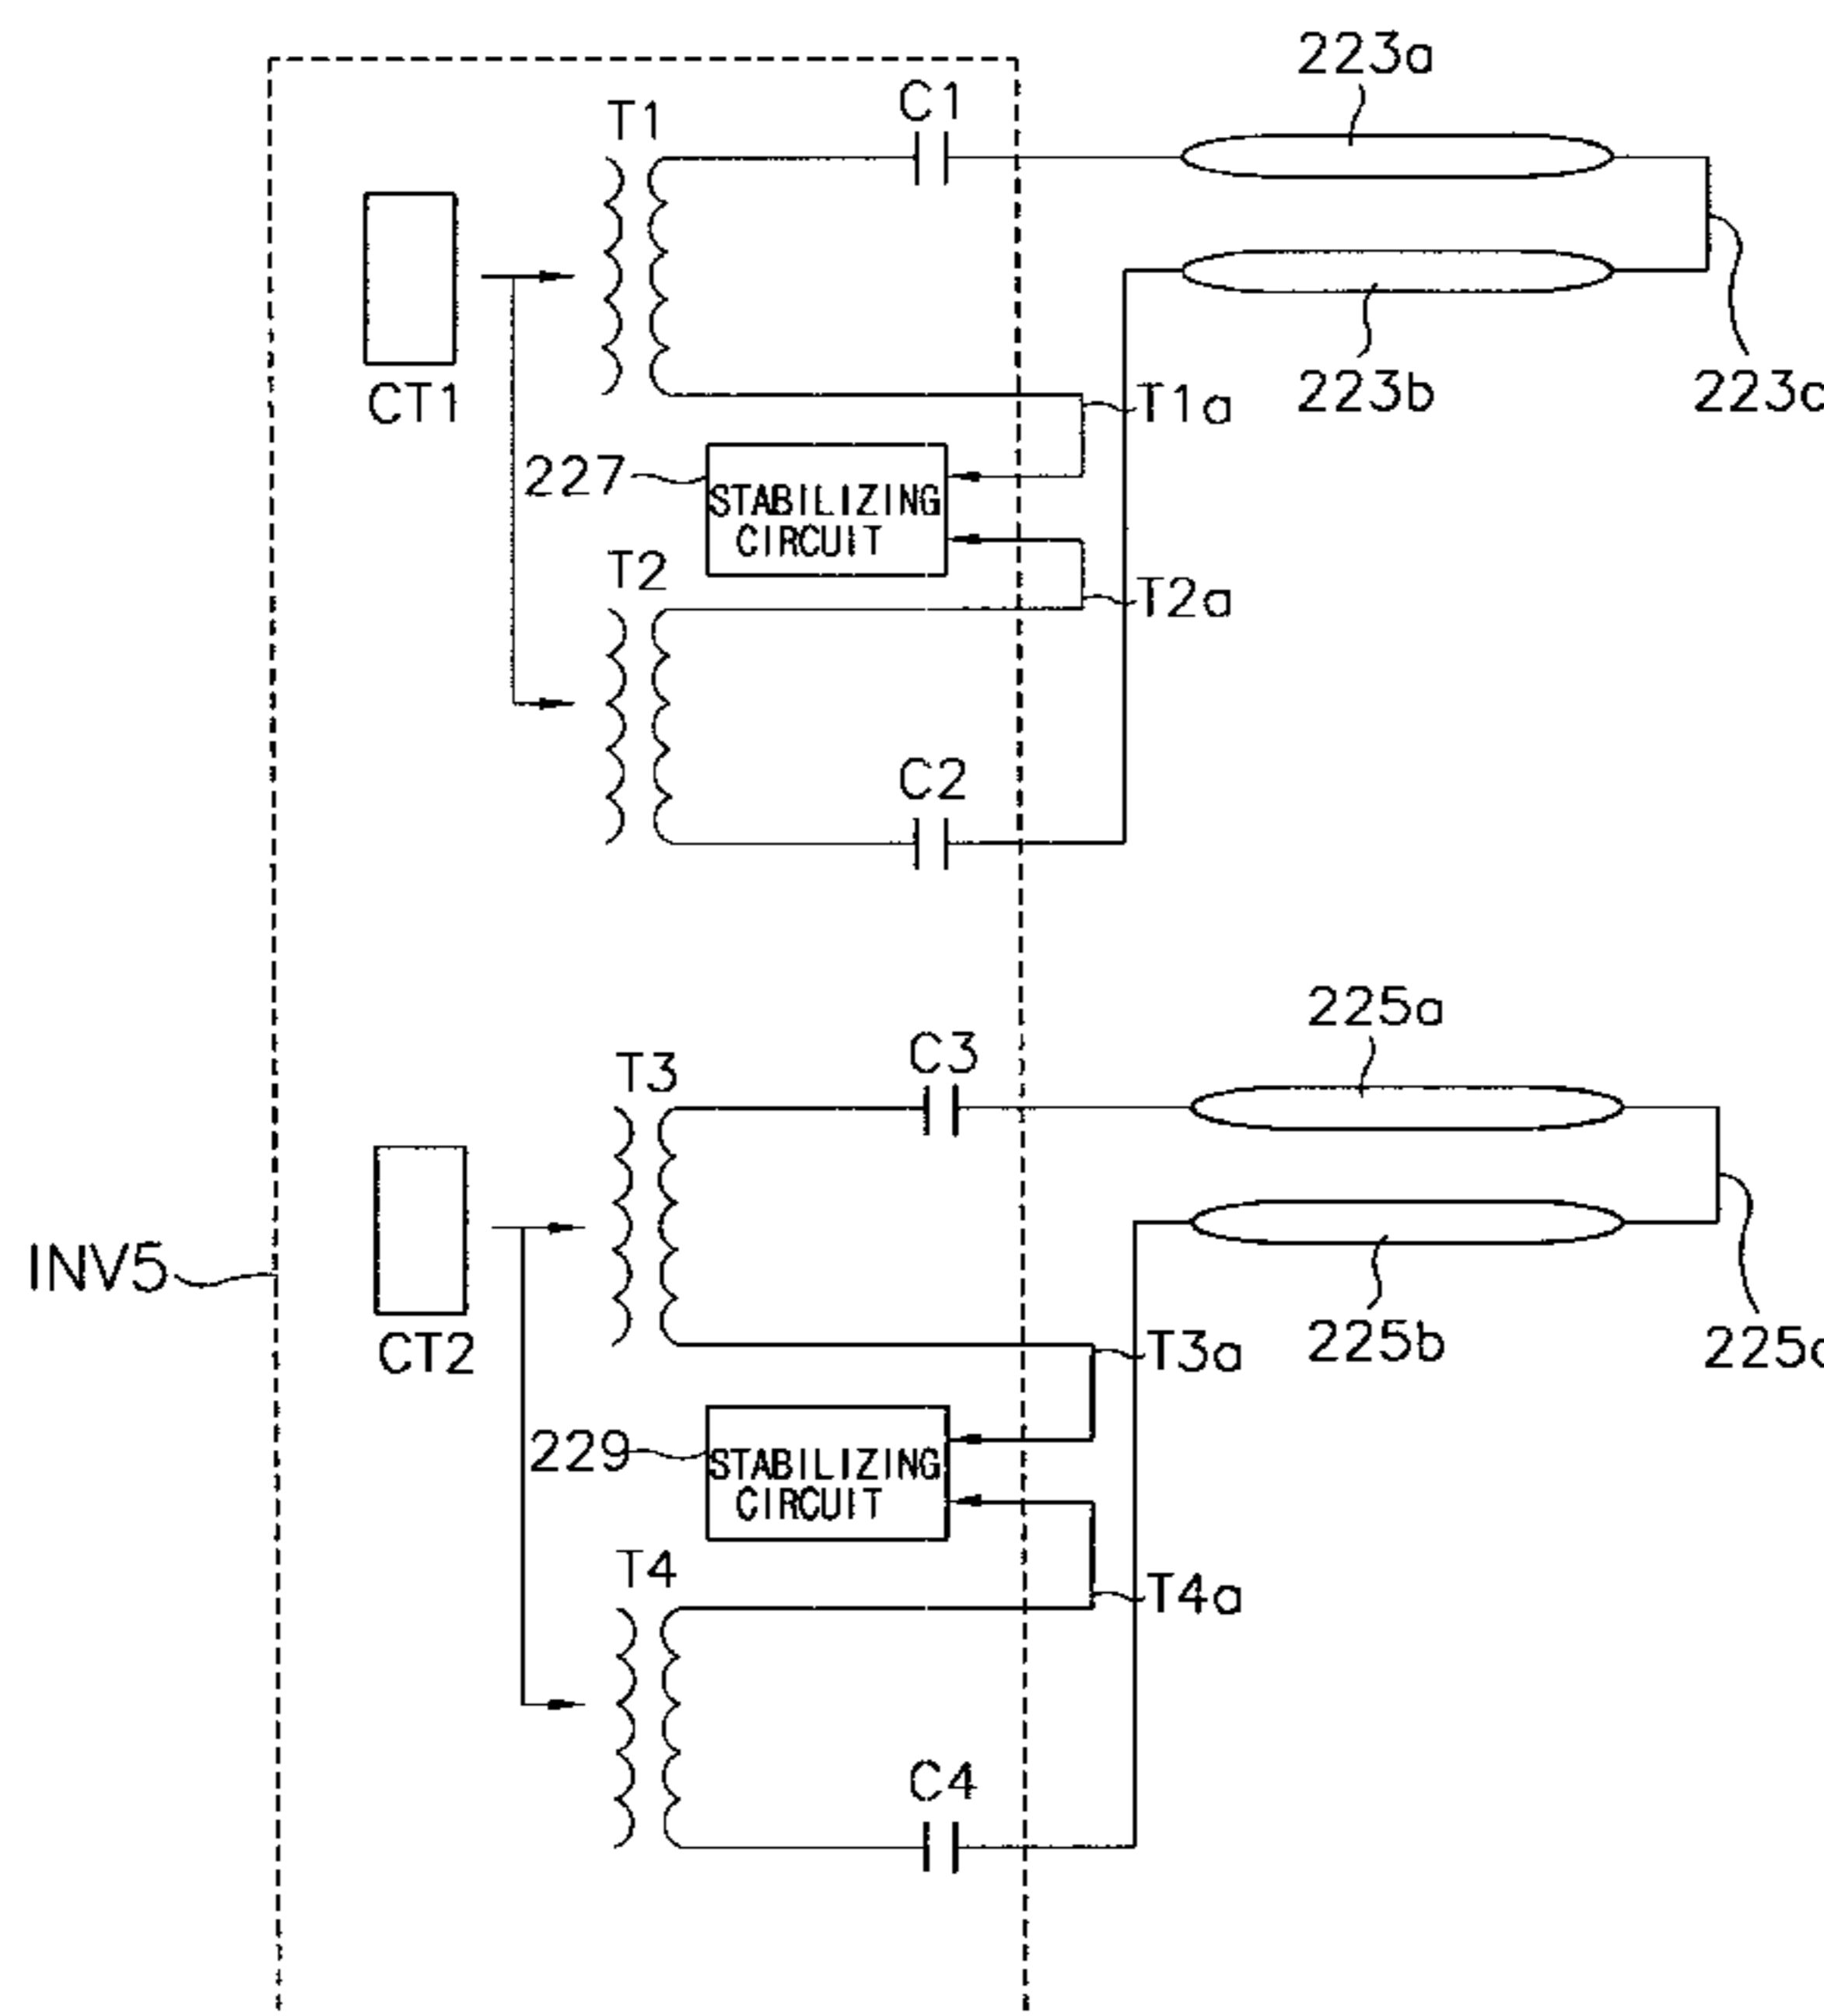 223a
C1
T1
CT1
223b
223c
T1a
227
STABILIZING
CIRCUIT
T2
T2a
C2
225a
C3
T3
INV5
CT2
225b
T3a
229
STABILIZING
CIRCUIT
T4
T4a
C4